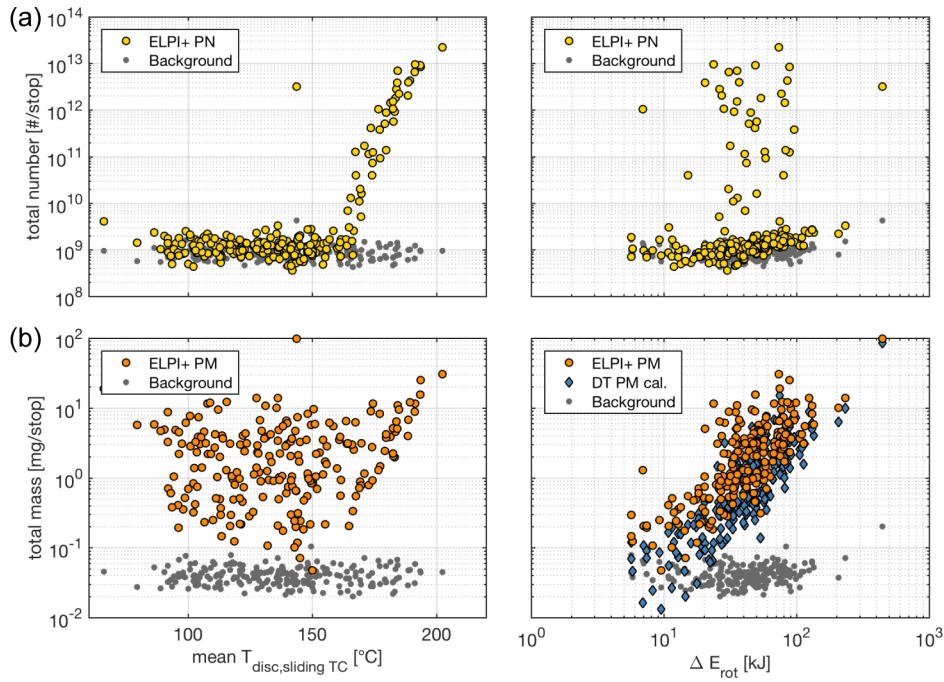 (a)
total number [#/stop]
10^14
10^13
10^12
10^11
10^10
10^9
10^8
ELPI+ PN
Background
ELPI+ PN
Background
(b)
total mass [mg/stop]
10^2
10^1
10^0
10^-1
10^-2
ELPI+ PM
Background
100
150
200
mean T_disc,sliding TC [°C]
ELPI+ PM
DT PM cal.
Background
10^0
10^1
10^2
10^3
Δ E_rot [kJ]